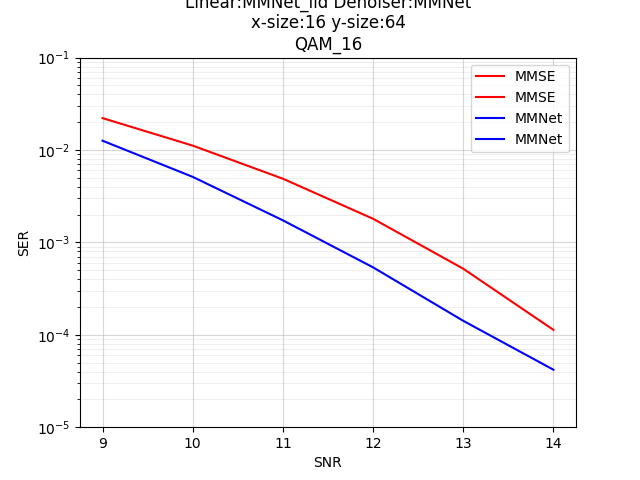 Linear:MMNet_iid Denoiser:MMNet
x-size:16 y-size:64
QAM_16
10⁻¹
10⁻²
10⁻³
10⁻⁴
10⁻⁵
SER
MMSE
MMSE
MMNet
MMNet
9 10 11 12 13 14
SNR